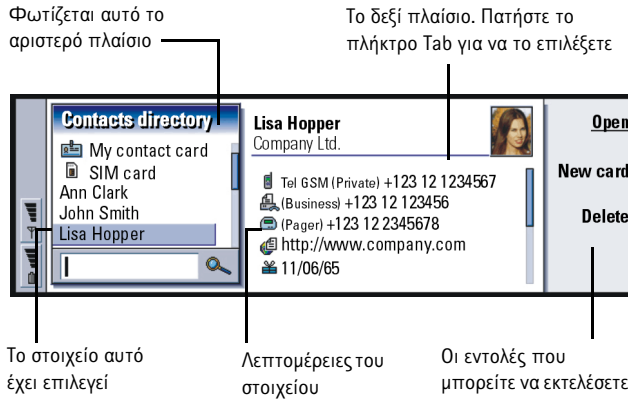 Φωτίζεται αυτό το
αριστερό πλαίσιο
Το δεξί πλαίσιο. Πατήστε το
πλήκτρο Tab για να το επιλέξετε
Contacts directory
My contact card
SIM card
Ann Clark
John Smith
Lisa Hopper
Lisa Hopper
Company Ltd.
Tel GSM (Private) +123 12 1234567
(Business) +123 12 123456
(Pager) +123 12 2345678
http://www.company.com
11/06/65
Open
New card
Delete
Το στοιχείο αυτό
έχει επιλεγεί
Λεπτομέρειες του
στοιχείου
Οι εντολές που
μπορείτε να εκτελέσετε